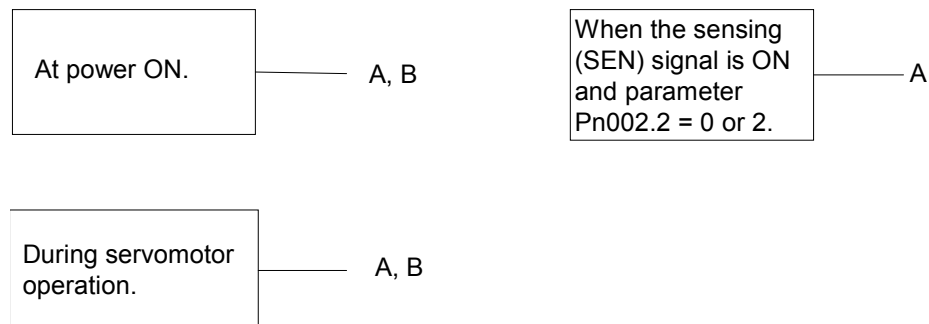 At power ON.
A, B
When the sensing
(SEN) signal is ON
and parameter
Pn002.2 = 0 or 2.
A
During servomotor
operation.
A, B